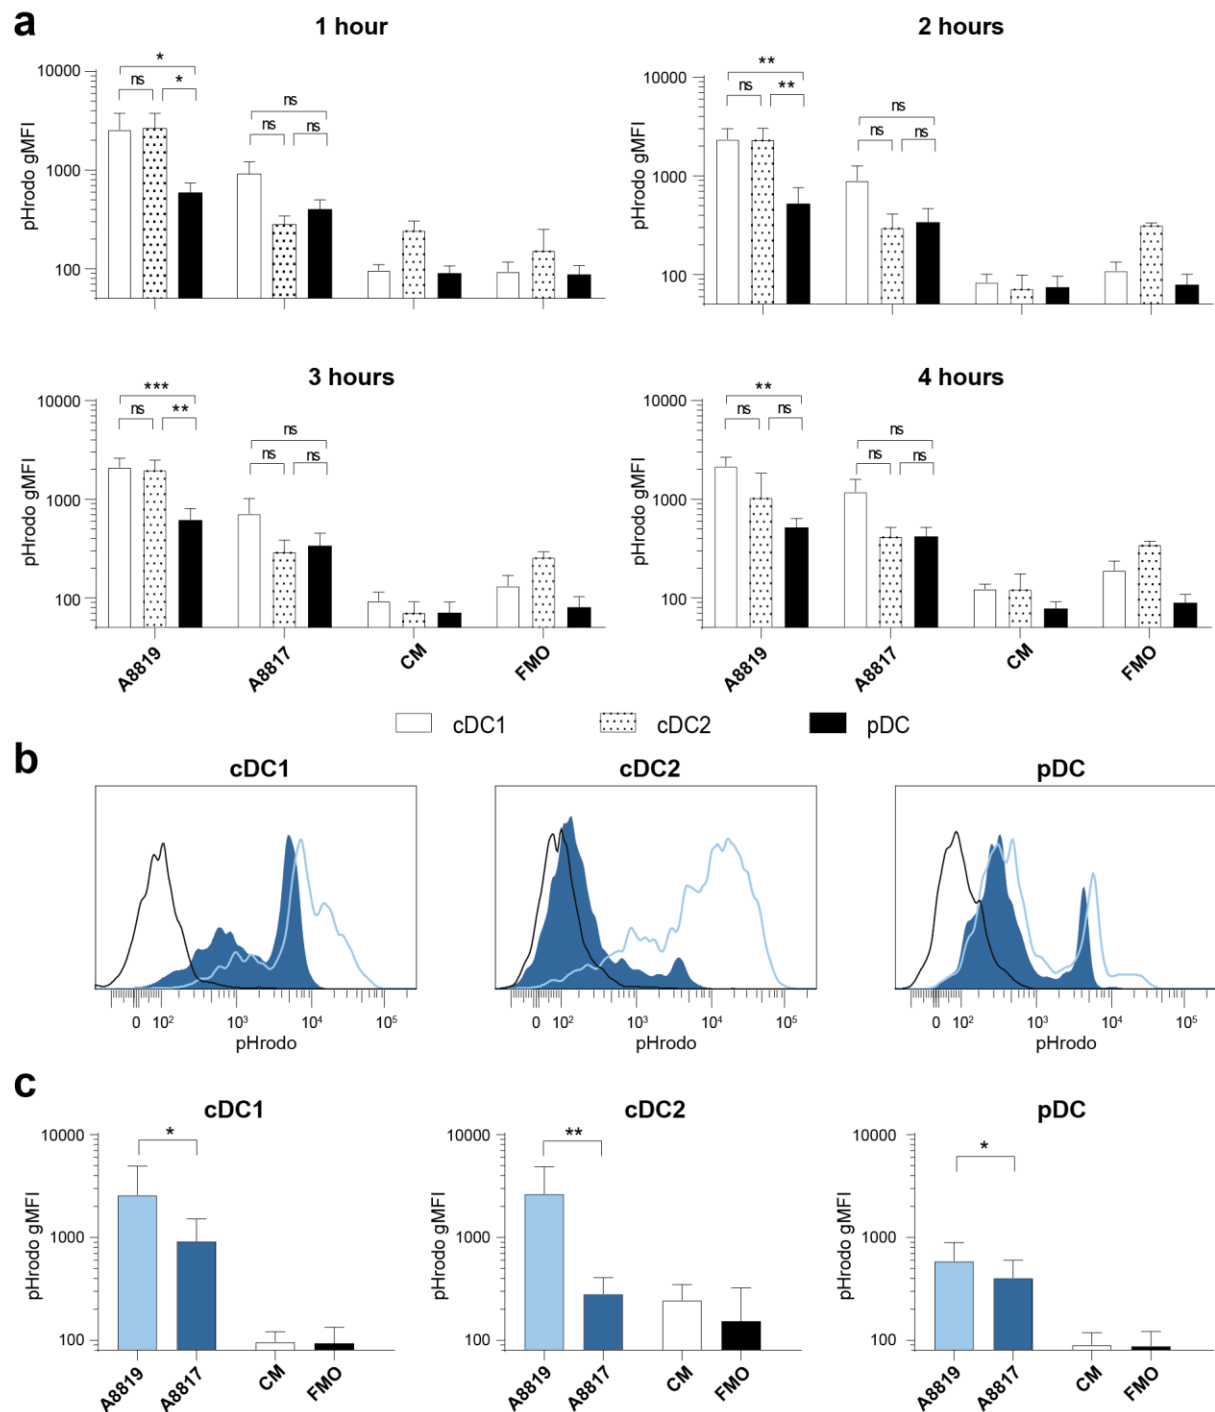 a
1 hour
2 hours
pHrodo gMFI
10000
1000
100
*
ns
*
ns
ns
ns
pHrodo gMFI
10000
1000
100
**
ns
**
ns
ns
ns
3 hours
4 hours
pHrodo gMFI
10000
1000
100
***
ns
**
ns
ns
ns
A8819
A8817
CM
FMO
pHrodo gMFI
10000
1000
100
**
ns
ns
ns
ns
ns
A8819
A8817
CM
FMO
cDC1
cDC2
pDC
b
cDC1
cDC2
pDC
0 10² 10³ 10⁴ 10⁵
pHrodo
0 10² 10³ 10⁴ 10⁵
pHrodo
0 10² 10³ 10⁴ 10⁵
pHrodo
c
cDC1
cDC2
pDC
pHrodo gMFI
10000
1000
100
*
A8819
A8817
CM
FMO
pHrodo gMFI
10000
1000
100
**
A8819
A8817
CM
FMO
pHrodo gMFI
10000
1000
100
*
A8819
A8817
CM
FMO